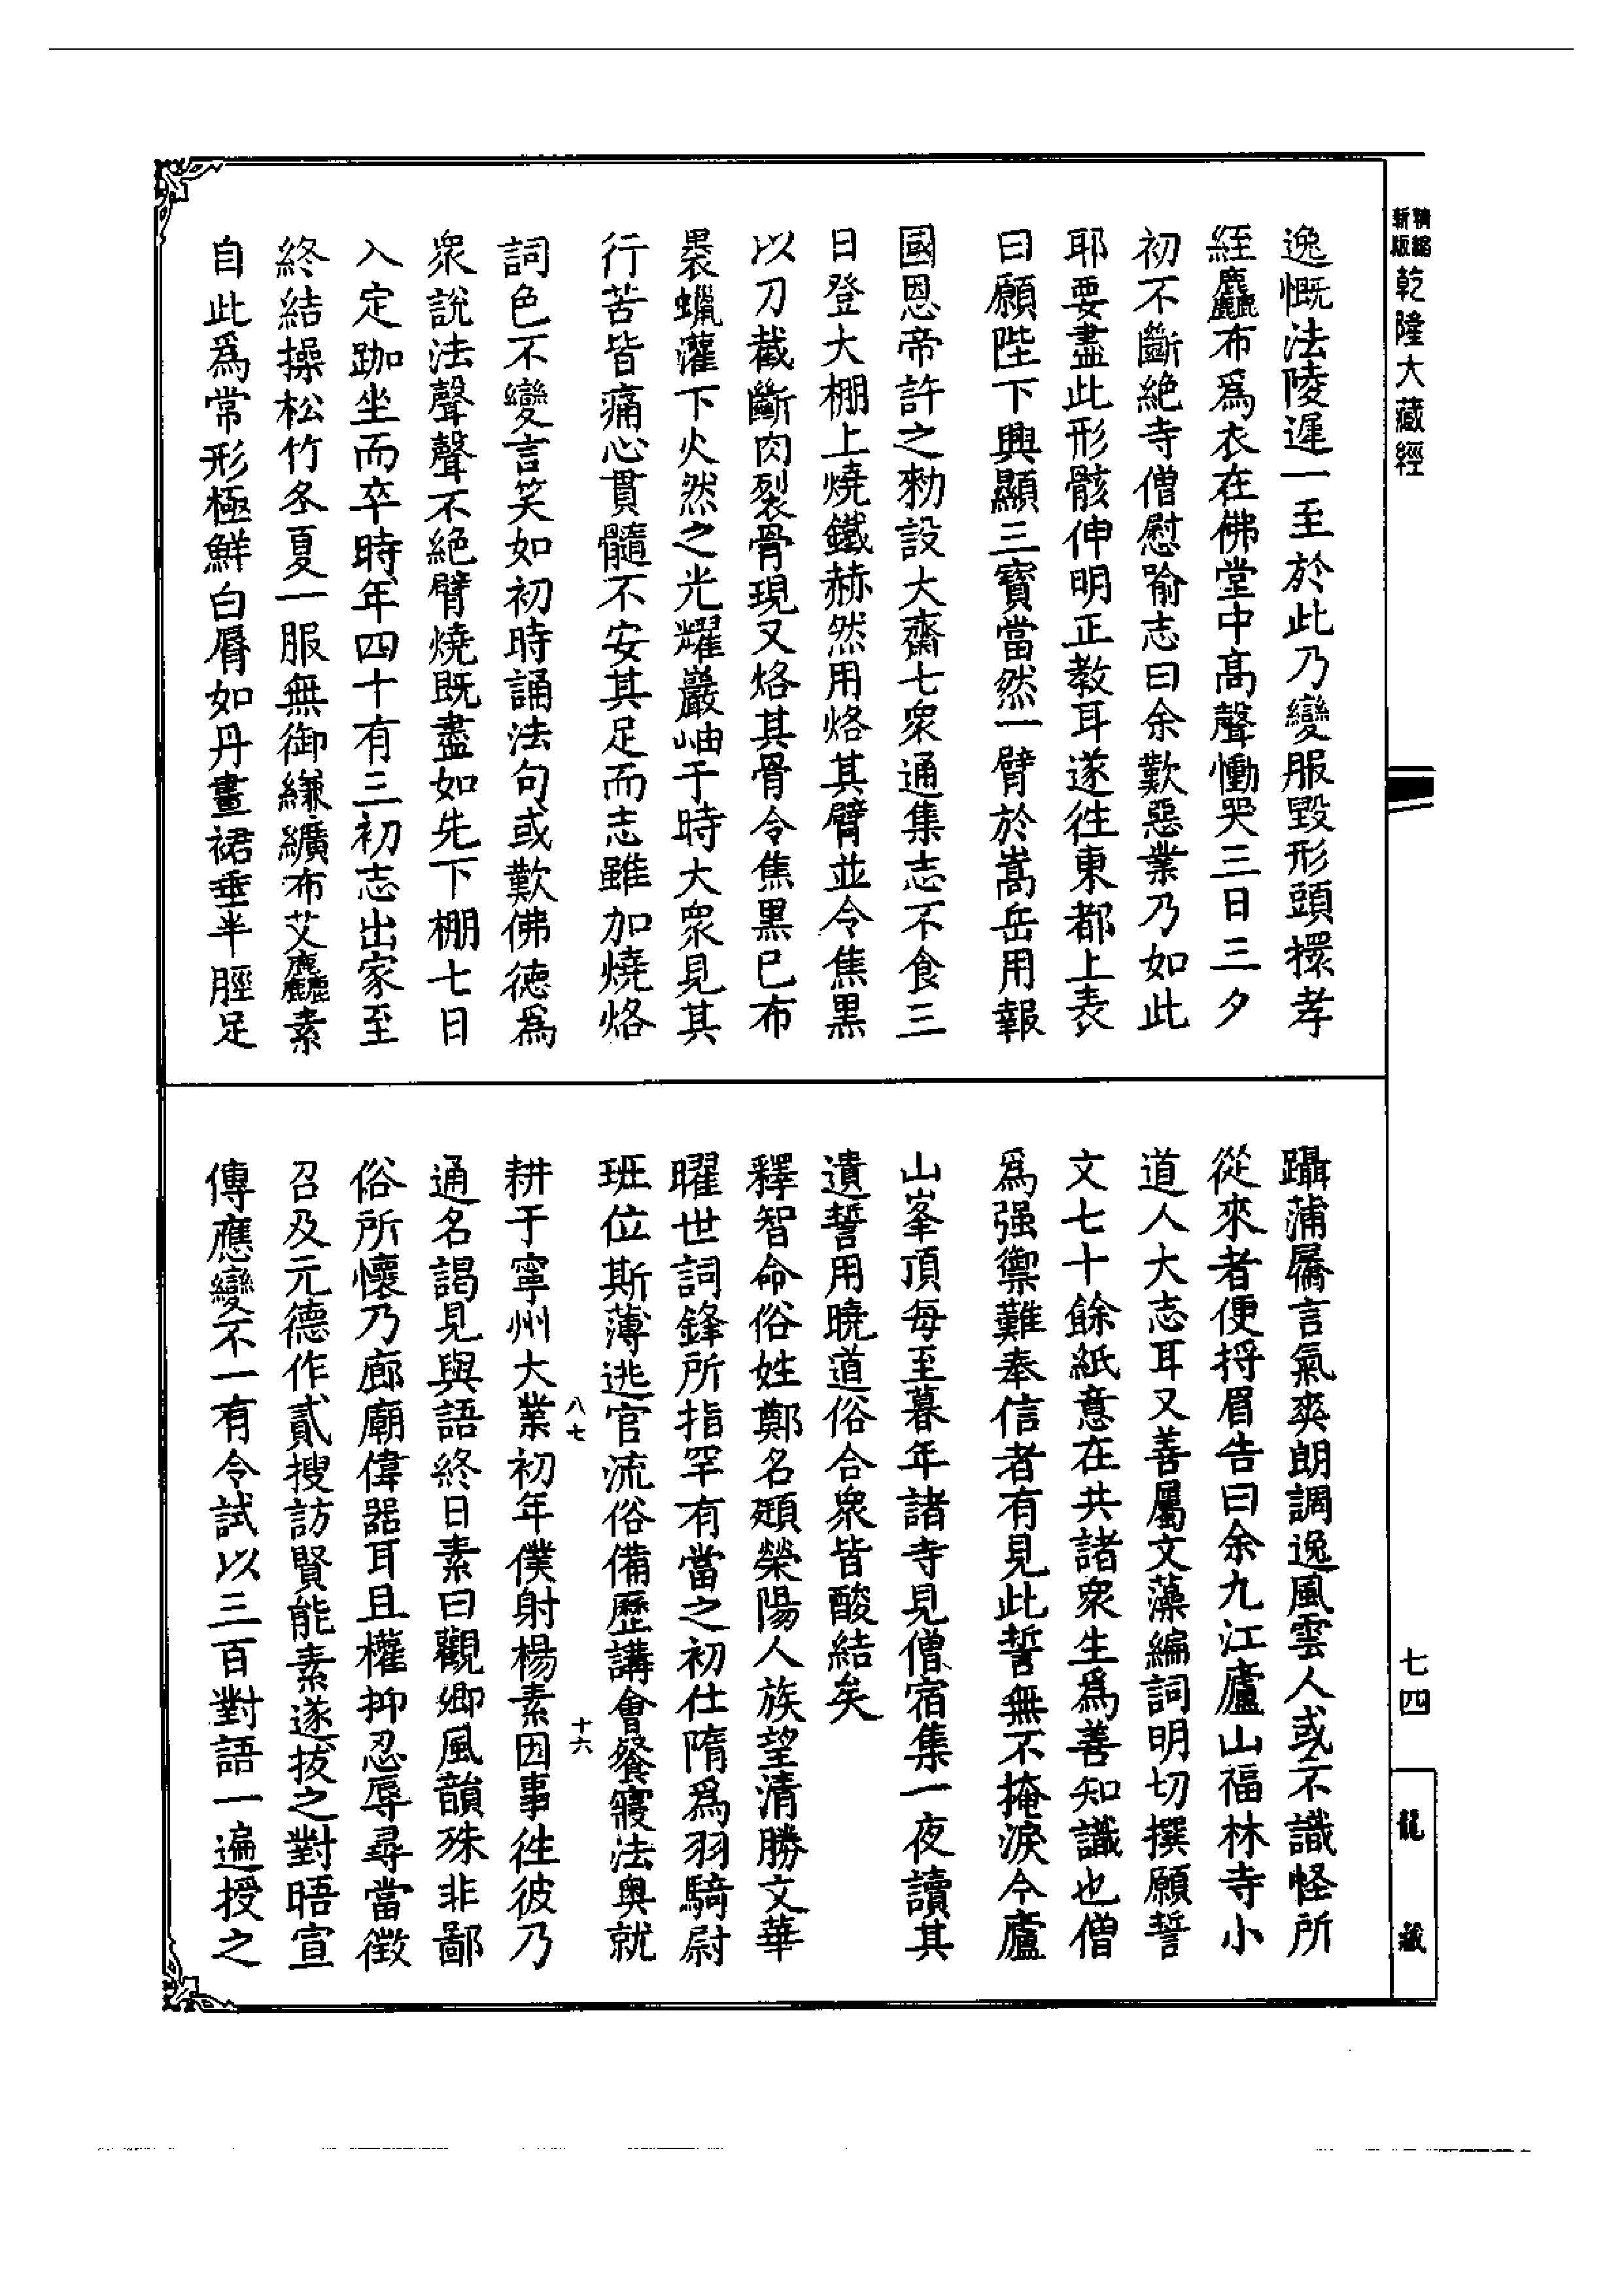 新版
精縮
乾隆大藏經
逸慨法陵遲一至於此乃變服毀形頭擐孝
絰麤布爲衣在佛堂中高聲慟哭三日三夕
初不斷絶寺僧慰喻志曰余歎惡業乃如此
耶要盡此形骸伸明正教耳遂徃東都上表
曰願陛下興顯三寶當然一臂於嵩岳用報
國恩帝許之勑設大齋七衆通集志不食三
日登大棚上燒鐵赫然用烙其臂並令焦黑
以刀截斷肉裂骨現又烙其骨令焦黑已布
褁蠟灌下火然之光耀巖岫于時大衆見其
行苦皆痛心貫髓不安其足而志雖加燒烙
詞色不變言笑如初時誦法句或歎佛德爲
衆說法聲聲不絶臂燒既盡如先下棚七日
入定跏坐而卒時年四十有三初志出家至
終結操松竹冬夏一服無御縑纊布艾麤素
自此爲常形極鮮白脣如丹畫裙垂半脛足
躡蒲屩言氣爽朗調逸風雲人或不識怪所
從來者便捋眉告曰余九江廬山福林寺小
道人大志耳又善屬文藻編詞明切撰願誓
文七十餘紙意在共諸衆生爲善知識也僧
爲强禦難奉信者有見此誓無不掩淚今廬
山峯頂每至暮年諸寺見僧宿集一夜讀其
遺誓用曉道俗合衆皆酸結矣
釋智命俗姓鄭名頲榮陽人族望清勝文華
曜世詞鋒所指罕有當之初仕隋爲羽騎尉
班位斯薄逃官流俗備歷講會餐寢法奧就
八七
十六
耕于寧州大業初年僕射楊素因事徃彼乃
通名謁見與語終日素曰觀卿風韻殊非鄙
俗所懷乃廊廟偉器耳且權抑忍辱尋當徵
召及元德作貳搜訪賢能素遂拔之對晤宣
傳應變不一有令試以三百對語一遍授之
七四
龍藏